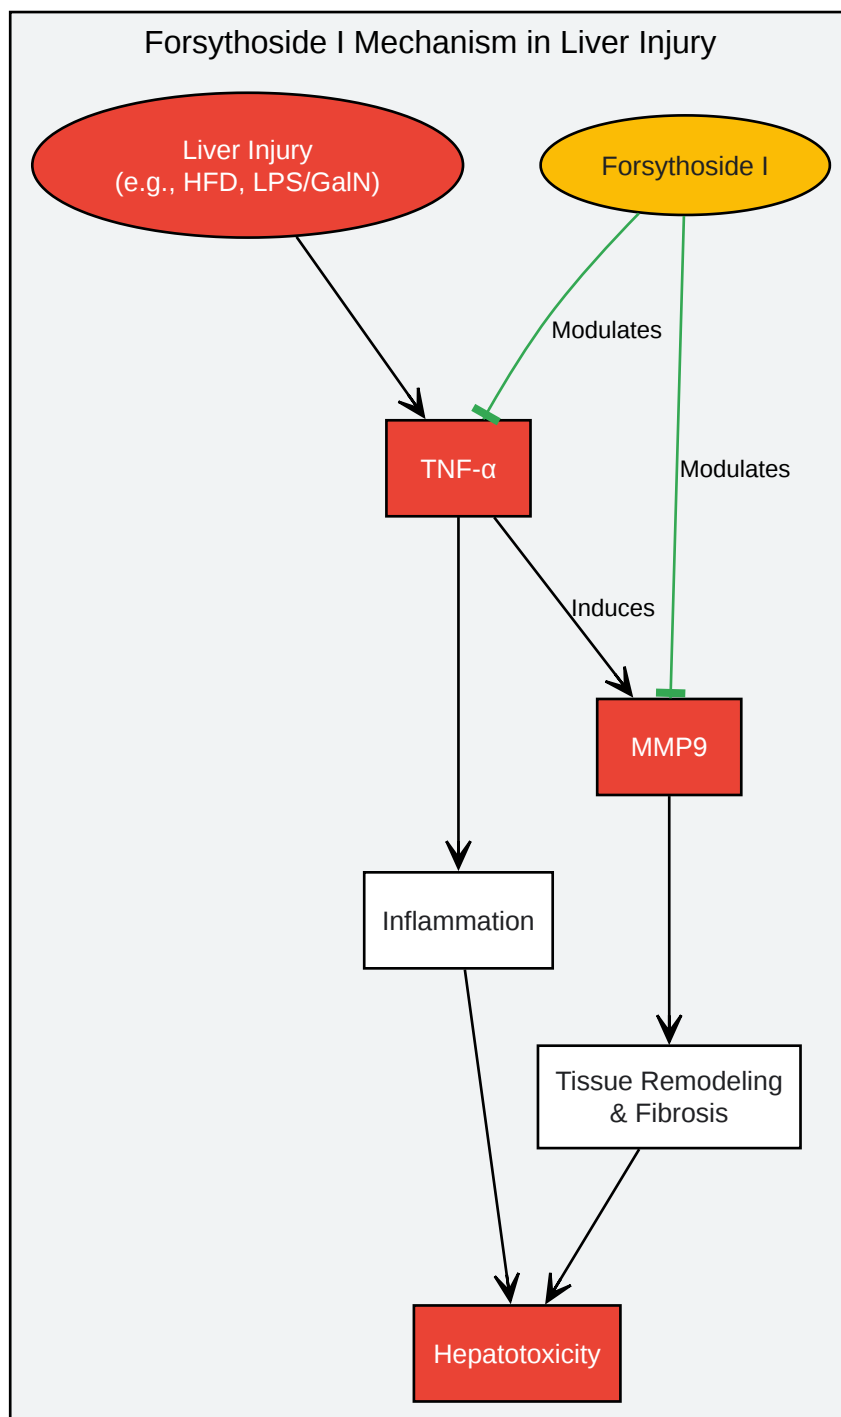 Forsythoside I Mechanism in Liver Injury
Liver Injury
(e.g., HFD, LPS/GalN)
Forsythoside I
Modulates
TNF-α
Modulates
Induces
MMP9
Inflammation
Tissue Remodeling
& Fibrosis
Hepatotoxicity